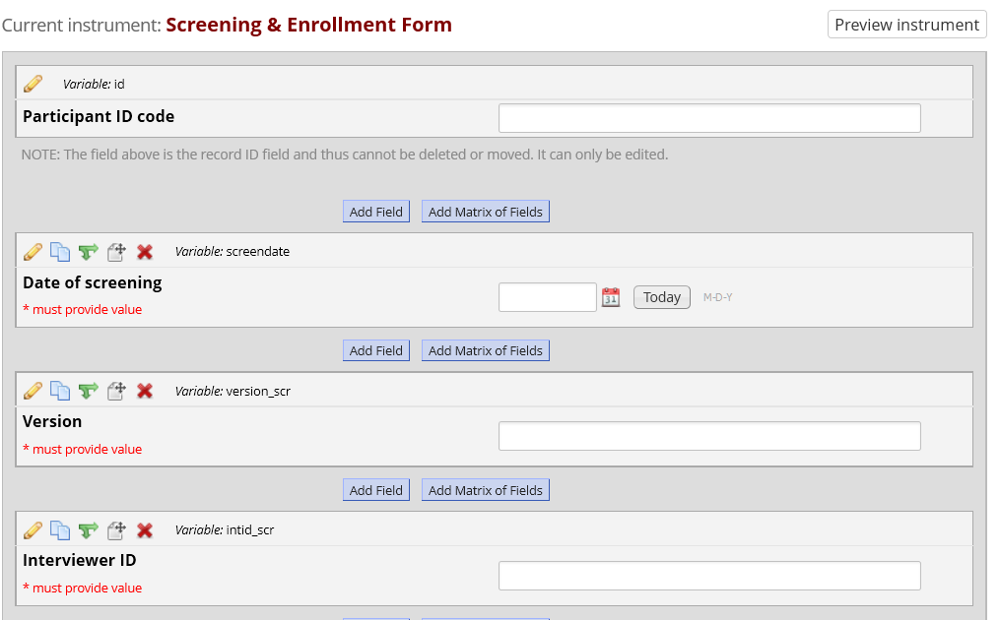 Current instrument: Screening & Enrollment Form
Preview instrument
Variable: id
Participant ID code
NOTE: The field above is the record ID field and thus cannot be deleted or moved. It can only be edited.
Add Field Add Matrix of Fields
Variable: screendate
Date of screening
* must provide value
31 Today M-D-Y
Add Field Add Matrix of Fields
Variable: version_scr
Version
* must provide value
Add Field Add Matrix of Fields
Variable: intid_scr
Interviewer ID
* must provide value